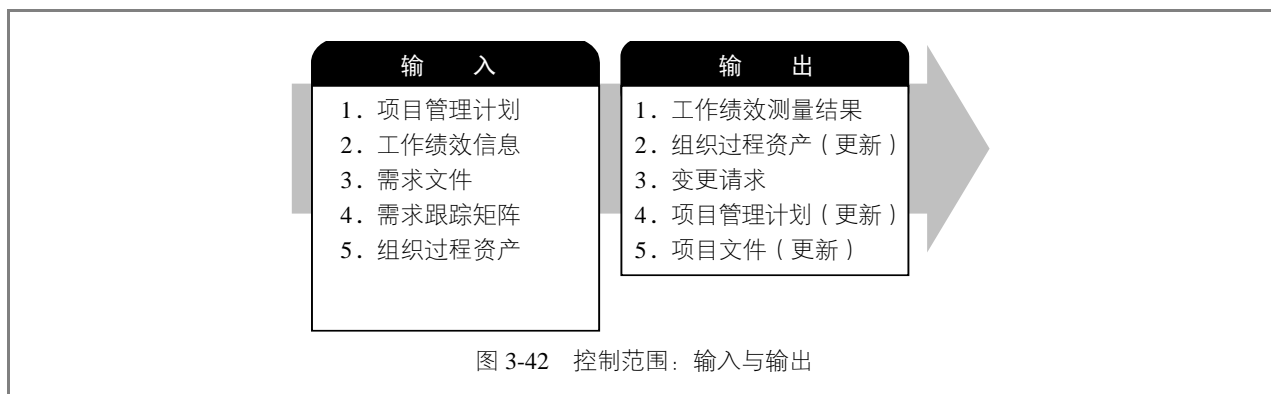 输 入
1. 项目管理计划
2. 工作绩效信息
3. 需求文件
4. 需求跟踪矩阵
5. 组织过程资产
输 出
1. 工作绩效测量结果
2. 组织过程资产（更新）
3. 变更请求
4. 项目管理计划（更新）
5. 项目文件（更新）
图 3-42 控制范围：输入与输出